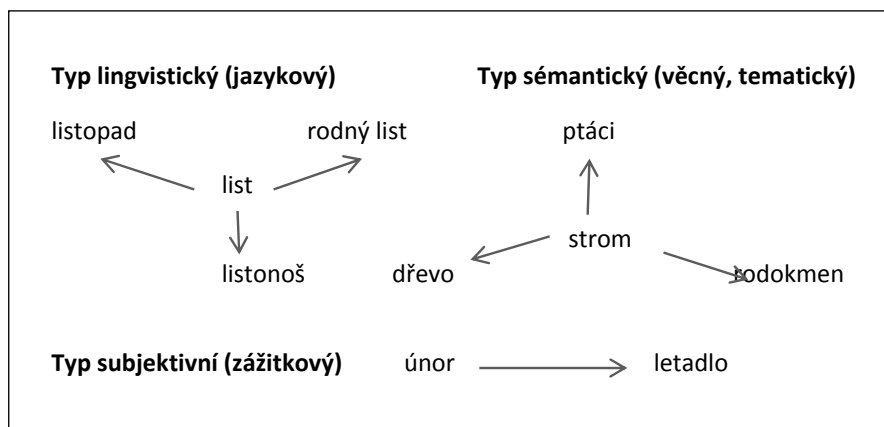 Typ lingvistický (jazykový) Typ sémantický (věcný, tematický)
listopad rodný list ptáci
list
strom
listonoš dřevo rodokmen
Typ subjektivní (zážitkový) únor letadlo